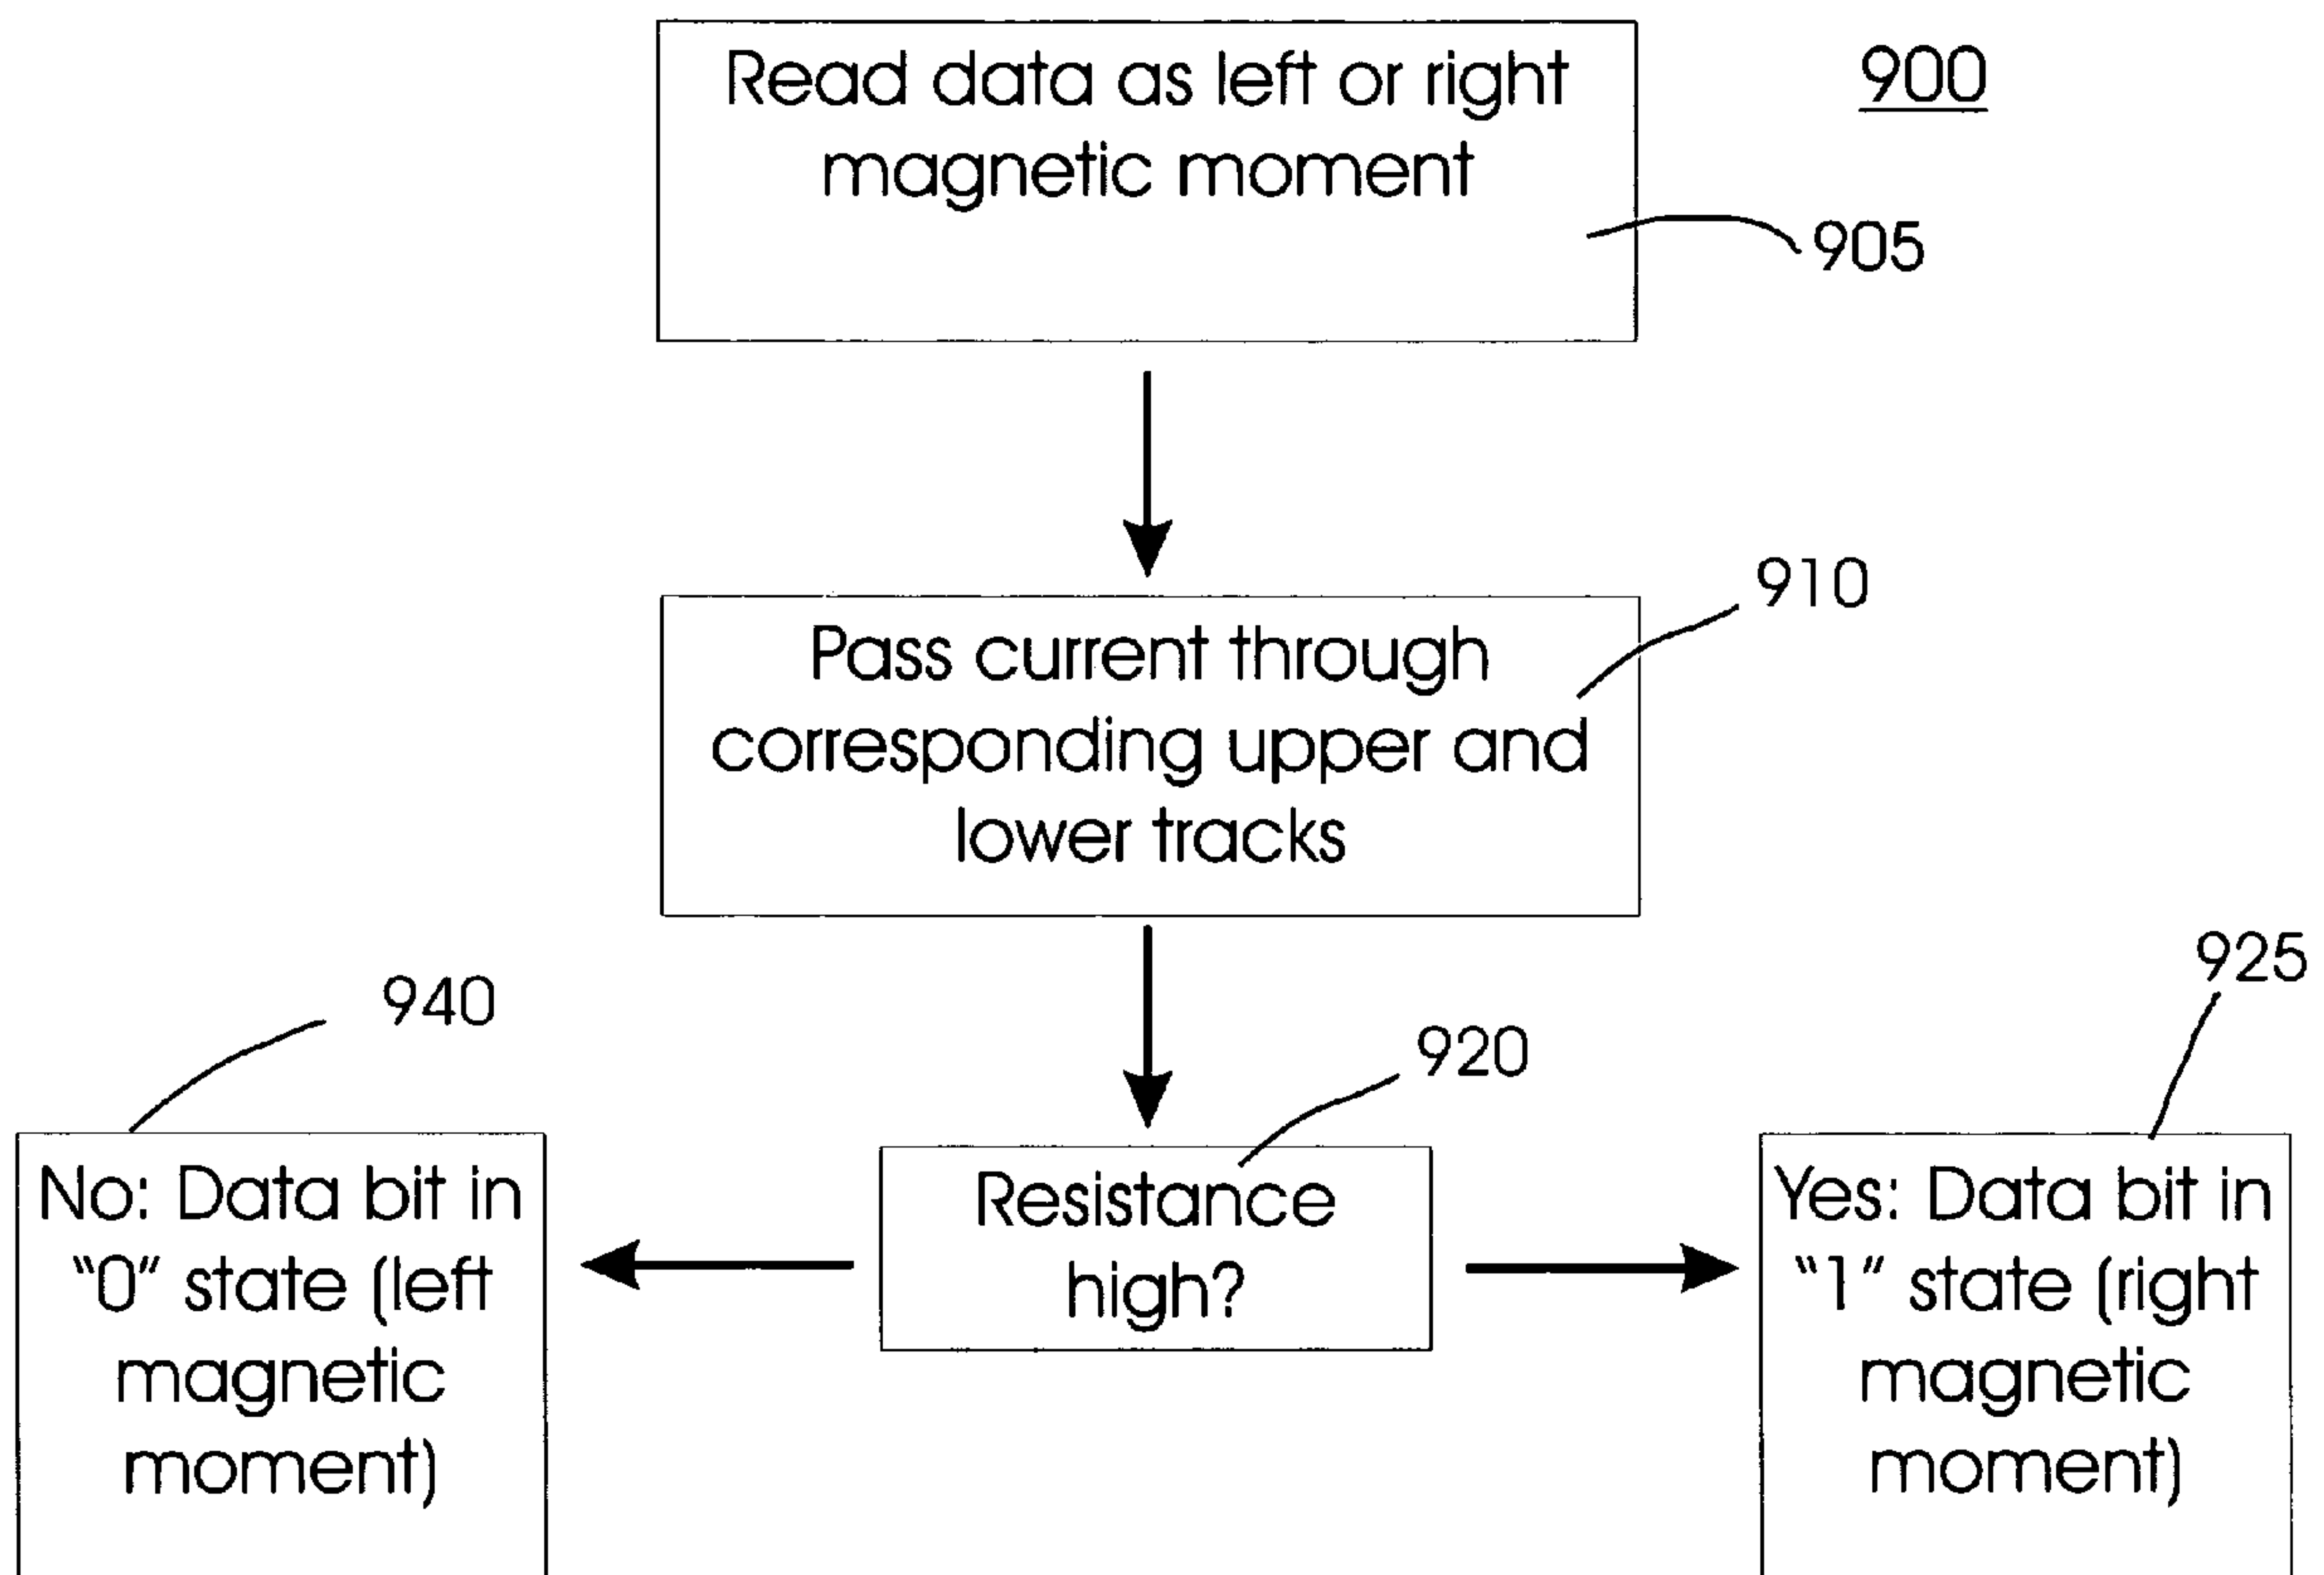 Read data as left or right
magnetic moment
900
905
Pass current through
corresponding upper and
lower tracks
910
940
920
925
No: Data bit in
“0” state (left
magnetic
moment)
Resistance
high?
Yes: Data bit in
“1” state (right
magnetic
moment)